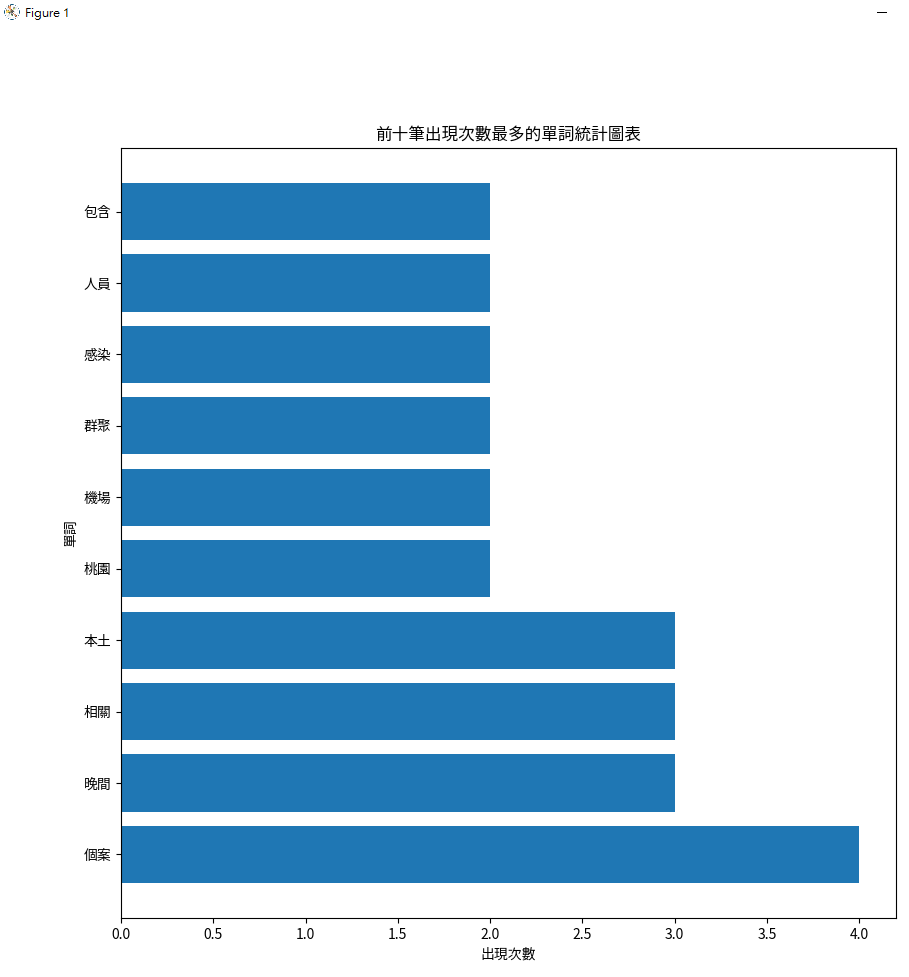 Figure 1
前十筆出現次數最多的單詞統計圖表
包含
人員
感染
群聚
機場
桃園
單詞
本土
相關
晚間
個案
0.0 0.5 1.0 1.5 2.0 2.5 3.0 3.5 4.0
出現次數